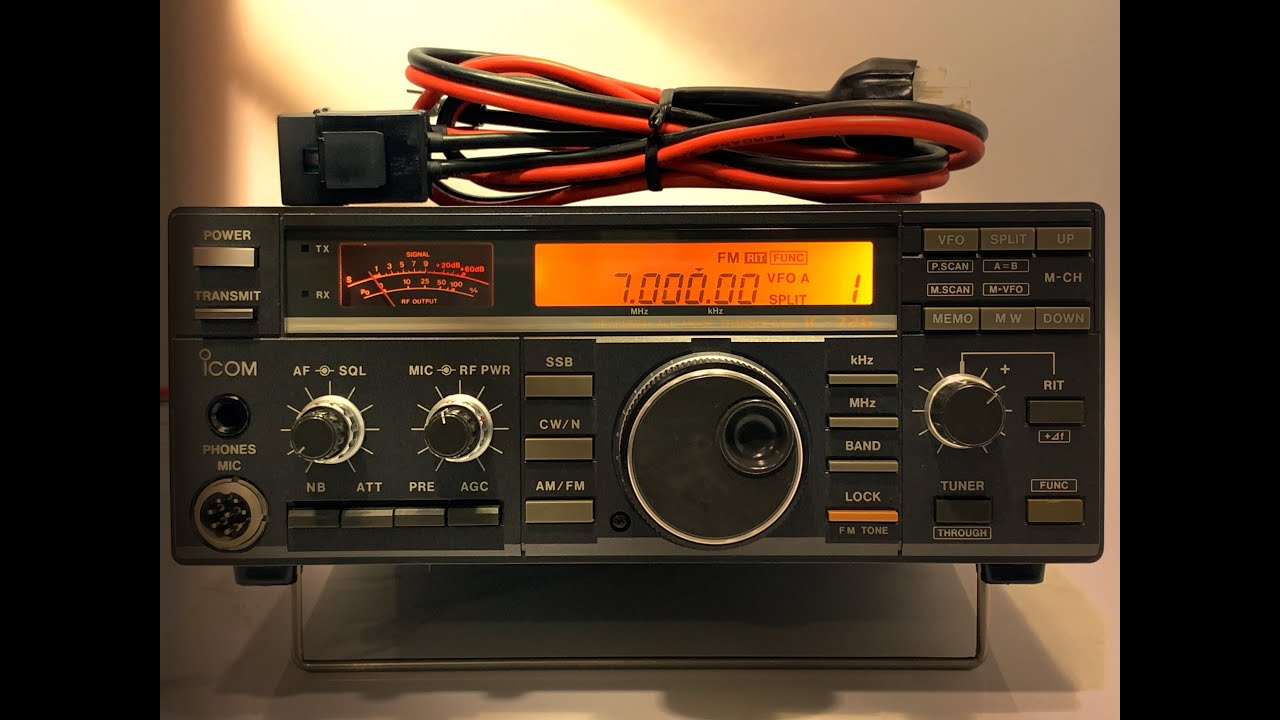 POWER
TRANSMIT
TX
RX
SIGNAL
S 1 3 5 7 9 +20dB +60dB
Po 0 10 25 50 100 %
RF OUTPUT
FM RIT FUNC
7.000.00 VFO A
SPLIT 1
MHz kHz
VFO SPLIT UP
P.SCAN A=B
M-CH
M.SCAN M▸VFO
MEMO MW DOWN
ICOM
PHONES
MIC
AF SQL
MIC RF PWR
NB ATT PRE AGC
SSB
CW/N
AM/FM
kHz
MHz
BAND
LOCK
FM TONE
− +
RIT
+⊿f
TUNER
THROUGH
FUNC